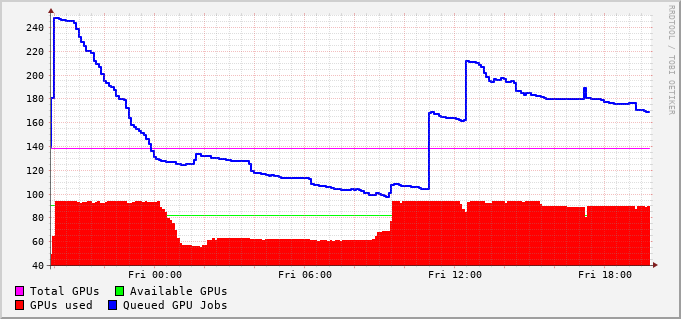 240
220
200
180
160
140
120
100
80
60
40
Fri 00:00 Fri 06:00 Fri 12:00 Fri 18:00
Total GPUs Available GPUs
GPUs used Queued GPU Jobs
RRDTOOL / TOBI OETIKER